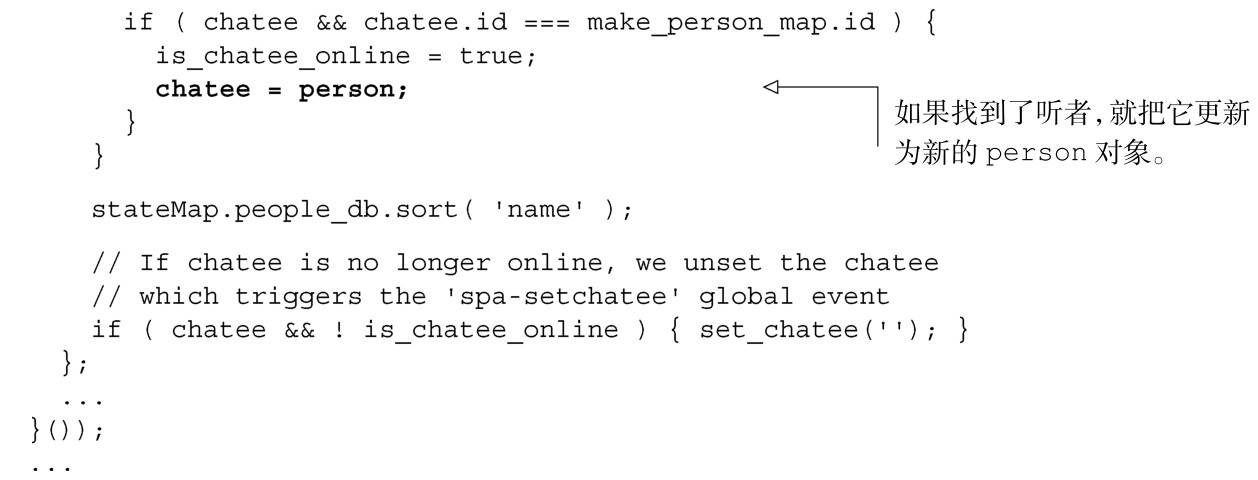 if ( chatee && chatee.id === make_person_map.id ) {
is_chatee_online = true;
chatee = person;
}
}
如果找到了听者,就把它更新
为新的 person 对象。
stateMap.people_db.sort( 'name' );
// If chatee is no longer online, we unset the chatee
// which triggers the 'spa-setchatee' global event
if ( chatee && ! is_chatee_online ) { set_chatee(''); }
};
...
}());
...